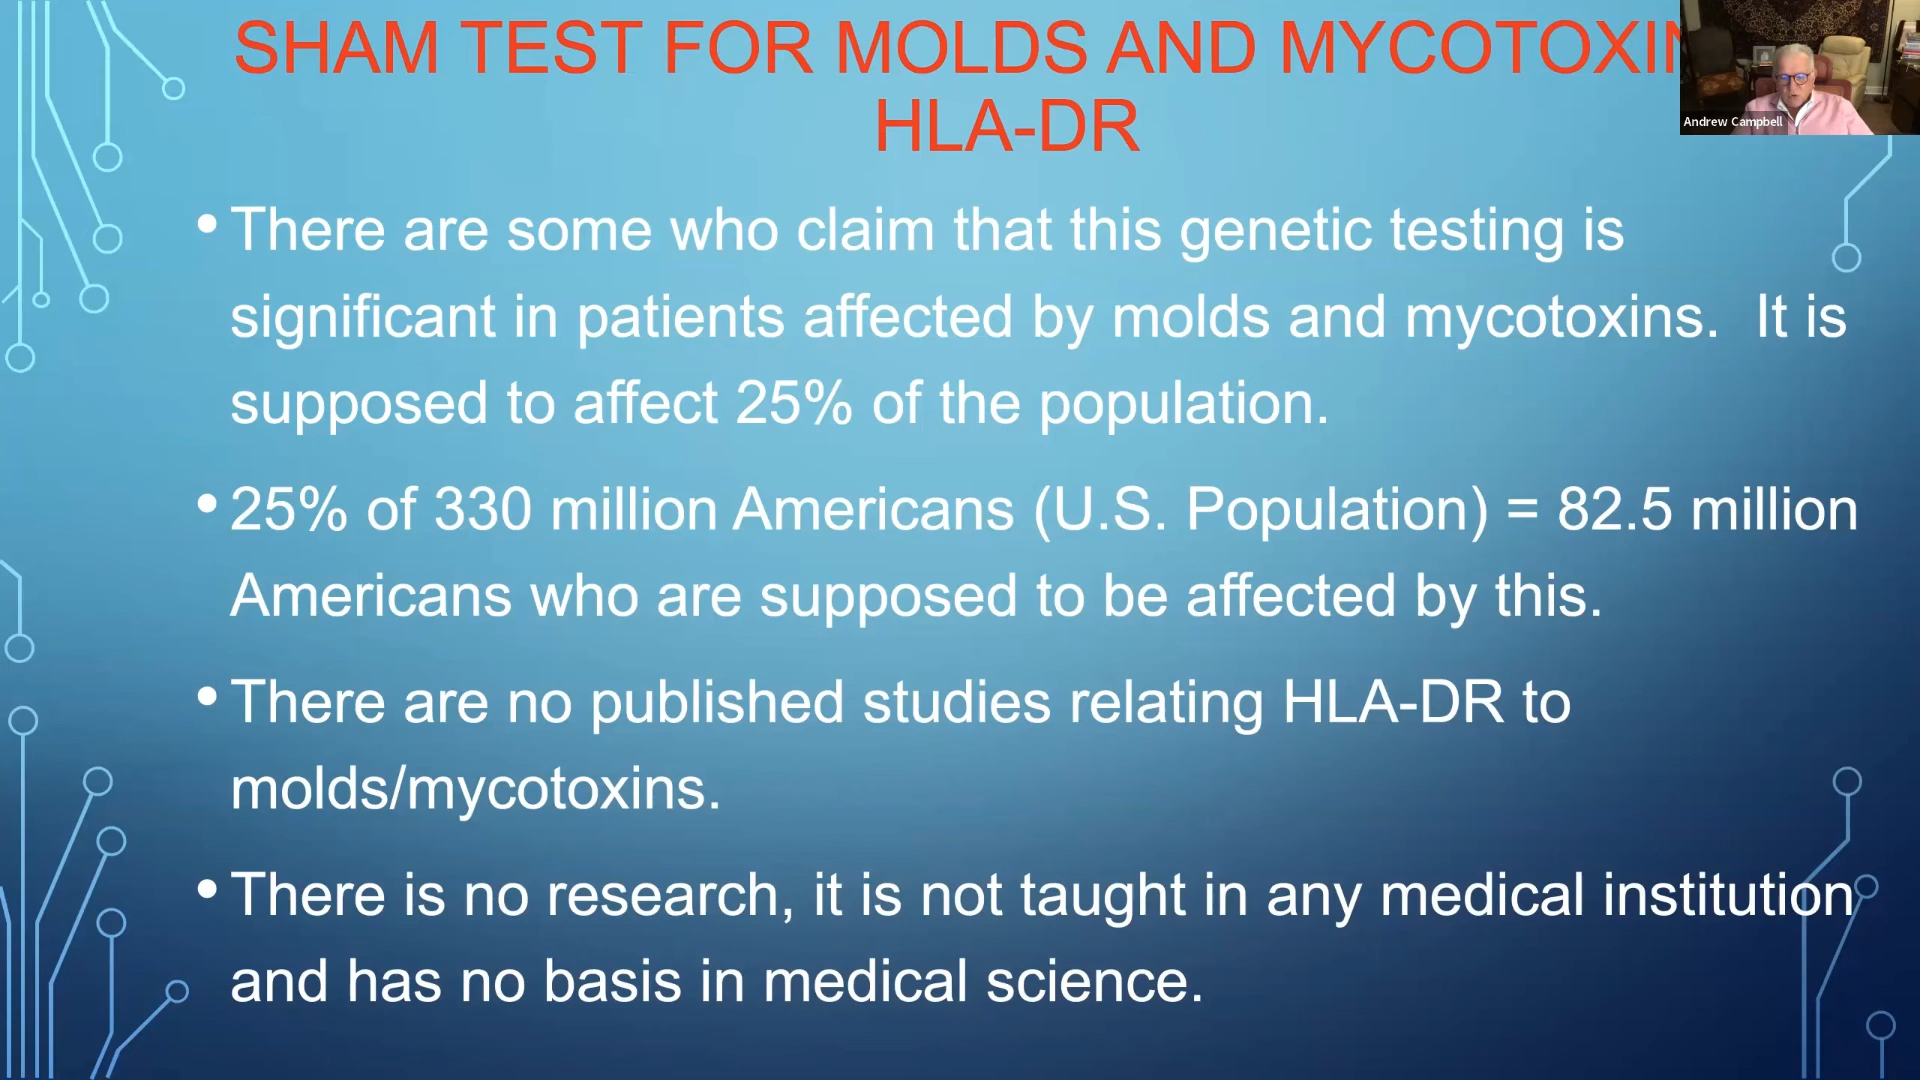 SHAM TEST FOR MOLDS AND MYCOTOXIN
HLA-DR
Andrew Campbell
• There are some who claim that this genetic testing is
significant in patients affected by molds and mycotoxins.  It is
supposed to affect 25% of the population.
• 25% of 330 million Americans (U.S. Population) = 82.5 million
Americans who are supposed to be affected by this.
• There are no published studies relating HLA-DR to
molds/mycotoxins.
• There is no research, it is not taught in any medical institution
and has no basis in medical science.